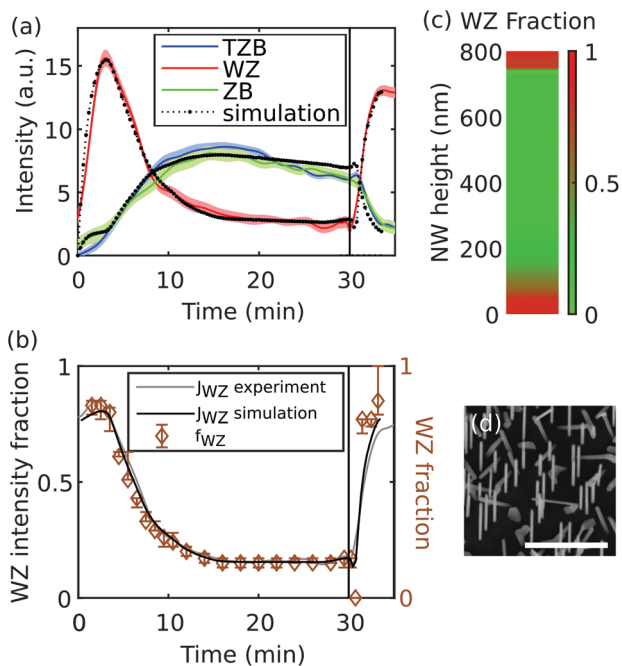 (a)
Intensity (a.u.)
15
10
5
0
TZB
WZ
ZB
simulation
0
10
20
30
Time (min)
(c)
WZ Fraction
NW height (nm)
800
600
400
200
0
1
0.5
0
(b)
WZ intensity fraction
1
0.5
0
J_WZ experiment
J_WZ simulation
f_WZ
1
0
WZ fraction
0
10
20
30
Time (min)
(d)